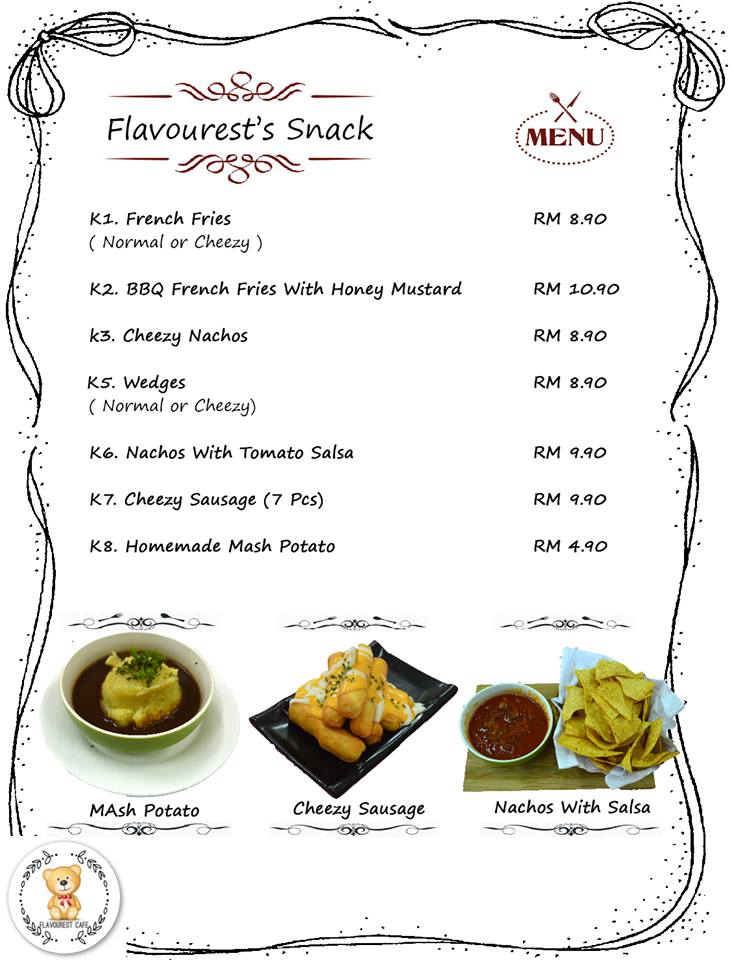 Flavourest's Snack
MENU
K1. French Fries RM 8.90
( Normal or Cheezy )
K2. BBQ French Fries With Honey Mustard RM 10.90
k3. Cheezy Nachos RM 8.90
K5. Wedges RM 8.90
( Normal or Cheezy)
K6. Nachos With Tomato Salsa RM 9.90
K7. Cheezy Sausage (7 Pcs) RM 9.90
K8. Homemade Mash Potato RM 4.90
MAsh Potato
Cheezy Sausage
Nachos With Salsa
FLAVOUREST CAFE